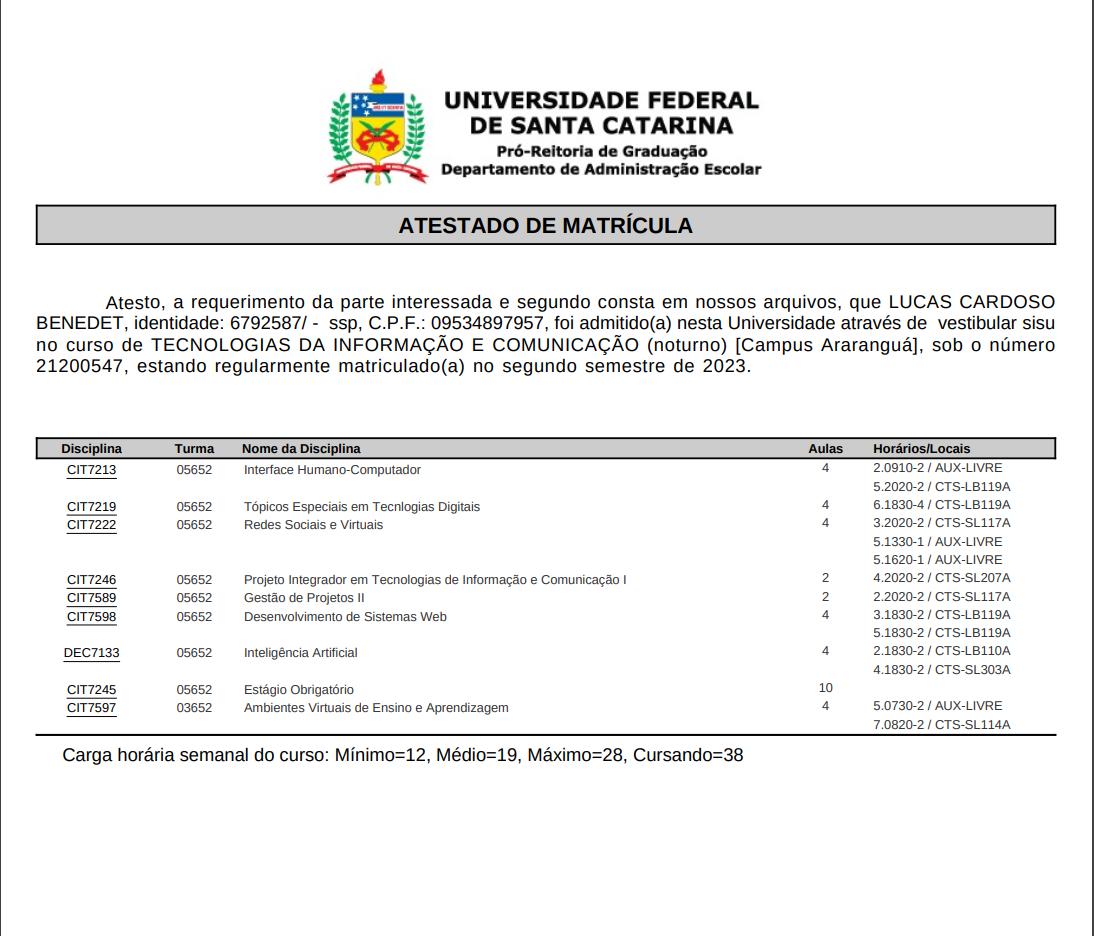 UNIVERSIDADE FEDERAL
DE SANTA CATARINA
Pró-Reitoria de Graduação
Departamento de Administração Escolar
ATESTADO DE MATRÍCULA
Atesto, a requerimento da parte interessada e segundo consta em nossos arquivos, que LUCAS CARDOSO
BENEDET, identidade: 6792587/ - ssp, C.P.F.: 09534897957, foi admitido(a) nesta Universidade através de vestibular sisu
no curso de TECNOLOGIAS DA INFORMAÇÃO E COMUNICAÇÃO (noturno) [Campus Araranguá], sob o número
21200547, estando regularmente matriculado(a) no segundo semestre de 2023.
Disciplina Turma Nome da Disciplina Aulas Horários/Locais
CIT7213 05652 Interface Humano-Computador 4 2.0910-2 / AUX-LIVRE
5.2020-2 / CTS-LB119A
CIT7219 05652 Tópicos Especiais em Tecnlogias Digitais 4 6.1830-4 / CTS-LB119A
CIT7222 05652 Redes Sociais e Virtuais 4 3.2020-2 / CTS-SL117A
5.1330-1 / AUX-LIVRE
5.1620-1 / AUX-LIVRE
CIT7246 05652 Projeto Integrador em Tecnologias de Informação e Comunicação I 2 4.2020-2 / CTS-SL207A
CIT7589 05652 Gestão de Projetos II 2 2.2020-2 / CTS-SL117A
CIT7598 05652 Desenvolvimento de Sistemas Web 4 3.1830-2 / CTS-LB119A
5.1830-2 / CTS-LB119A
DEC7133 05652 Inteligência Artificial 4 2.1830-2 / CTS-LB110A
4.1830-2 / CTS-SL303A
CIT7245 05652 Estágio Obrigatório 10
CIT7597 03652 Ambientes Virtuais de Ensino e Aprendizagem 4 5.0730-2 / AUX-LIVRE
7.0820-2 / CTS-SL114A
Carga horária semanal do curso: Mínimo=12, Médio=19, Máximo=28, Cursando=38